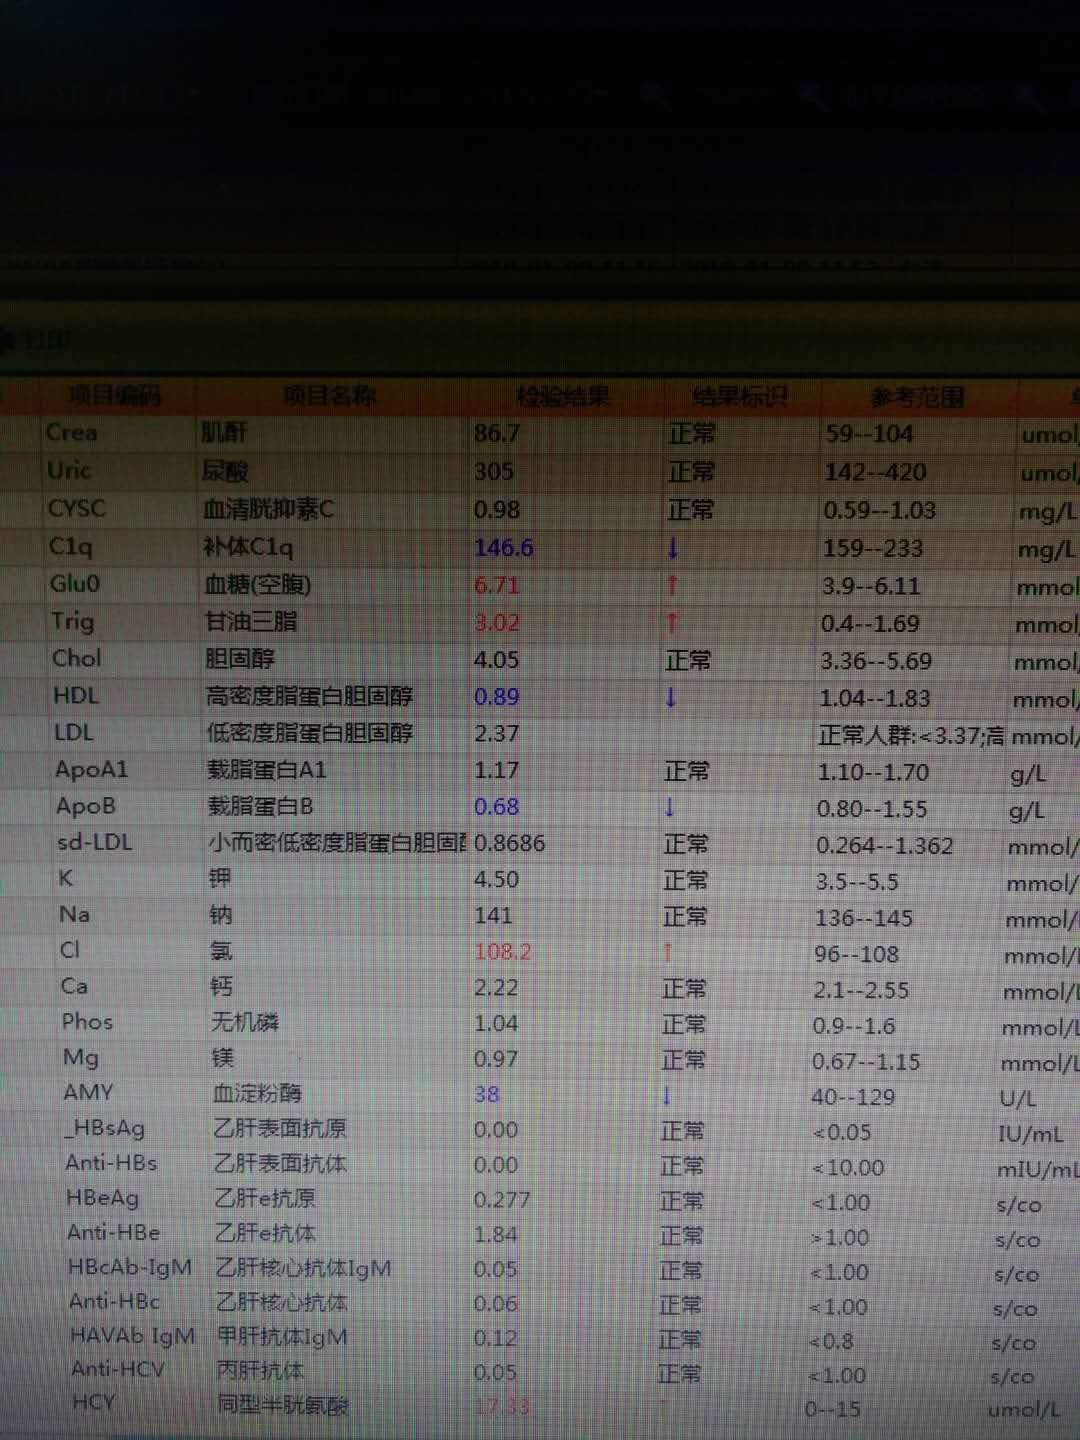 打印
项目编码 项目名称 检验结果 结果标识 参考范围
Crea 肌酐 86.7 正常 59--104 umol/
Uric 尿酸 305 正常 142--420 umol/
CYSC 血清胱抑素C 0.98 正常 0.59--1.03 mg/L
C1q 补体C1q 146.6 ↓ 159--233 mg/L
Glu0 血糖(空腹) 6.71 ↑ 3.9--6.11 mmol
Trig 甘油三脂 3.02 ↑ 0.4--1.69 mmol/
Chol 胆固醇 4.05 正常 3.36--5.69 mmol/
HDL 高密度脂蛋白胆固醇 0.89 ↓ 1.04--1.83 mmol/
LDL 低密度脂蛋白胆固醇 2.37 正常人群:<3.37;高 mmol/
ApoA1 载脂蛋白A1 1.17 正常 1.10--1.70 g/L
ApoB 载脂蛋白B 0.68 ↓ 0.80--1.55 g/L
sd-LDL 小而密低密度脂蛋白胆固 0.8686 正常 0.264--1.362 mmol/
K 钾 4.50 正常 3.5--5.5 mmol/
Na 钠 141 正常 136--145 mmol/
Cl 氯 108.2 ↑ 96--108 mmol/L
Ca 钙 2.22 正常 2.1--2.55 mmol/L
Phos 无机磷 1.04 正常 0.9--1.6 mmol/L
Mg 镁 0.97 正常 0.67--1.15 mmol/L
AMY 血淀粉酶 38 ↓ 40--129 U/L
_HBsAg 乙肝表面抗原 0.00 正常 <0.05 IU/mL
Anti-HBs 乙肝表面抗体 0.00 正常 <10.00 mIU/mL
HBeAg 乙肝e抗原 0.277 正常 <1.00 s/co
Anti-HBe 乙肝e抗体 1.84 正常 >1.00 s/co
HBcAb-IgM 乙肝核心抗体IgM 0.05 正常 <1.00 s/co
Anti-HBc 乙肝核心抗体 0.06 正常 <1.00 s/co
HAVAb IgM 甲肝抗体IgM 0.12 正常 <0.8 s/co
Anti-HCV 丙肝抗体 0.05 正常 <1.00 s/co
HCY 同型半胱氨酸 17.33 ↑ 0--15 umol/L